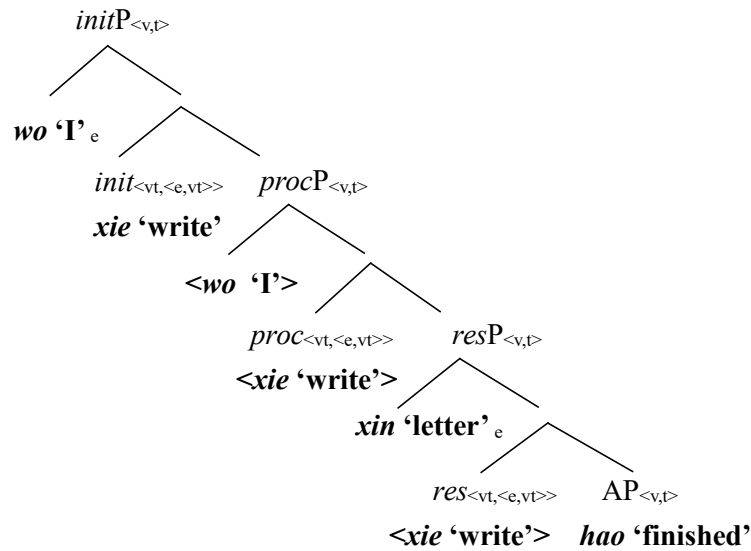 initP<v,t>
wo ‘I’ e
init<vt,<e,vt>> procP<v,t>
xie ‘write’
<wo ‘I’>
proc<vt,<e,vt>> resP<v,t>
<xie ‘write’>
xin ‘letter’ e
res<vt,<e,vt>> AP<v,t>
<xie ‘write’> hao ‘finished’